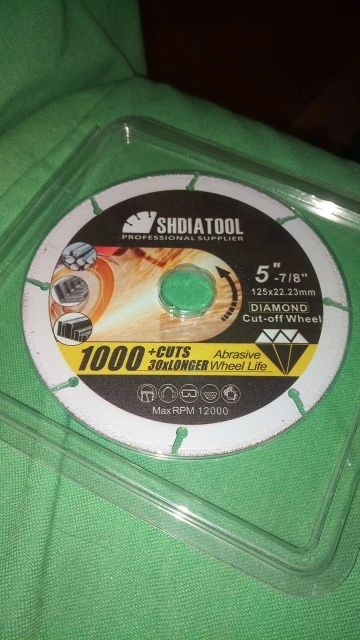 SHDIATOOL
PROFESSIONAL SUPPLIER
5" -7/8"
125x22.23mm
DIAMOND
Cut-off Wheel
1000 +CUTS
30xLONGER
Abrasive
Wheel Life
Max RPM 12000